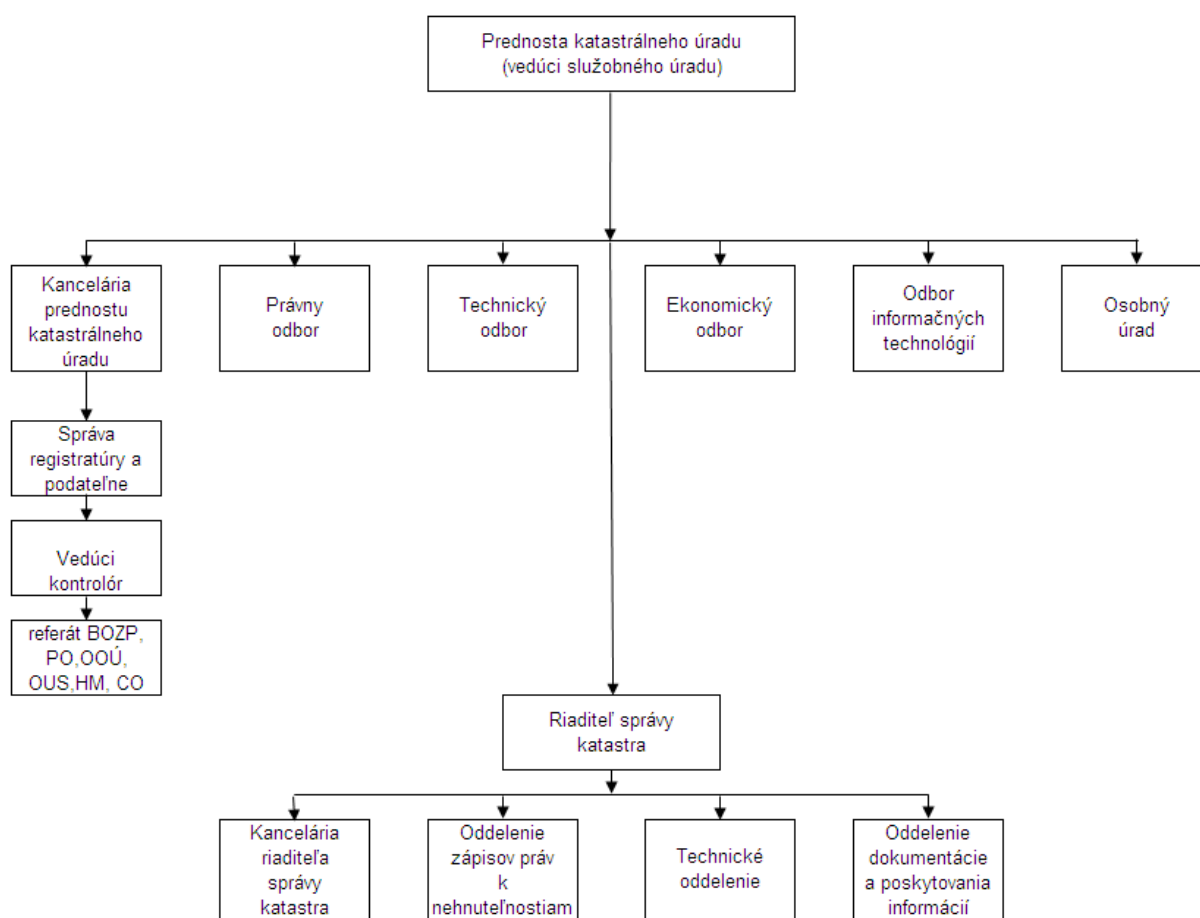 Prednosta katastrálneho úradu
(vedúci služobného úradu)
Kancelária
prednostu
katastrálneho
úradu
Právny
odbor
Technický
odbor
Ekonomický
odbor
Odbor
informačných
technológií
Osobný
úrad
Správa
registratúry a
podateľne
Vedúci
kontrolór
referát BOZP,
PO,OOÚ,
OUS,HM, CO
Riaditeľ správy
katastra
Kancelária
riaditeľa
správy
katastra
Oddelenie
zápisov práv
k
nehnuteľnostiam
Technické
oddelenie
Oddelenie
dokumentácie
a poskytovania
informácií